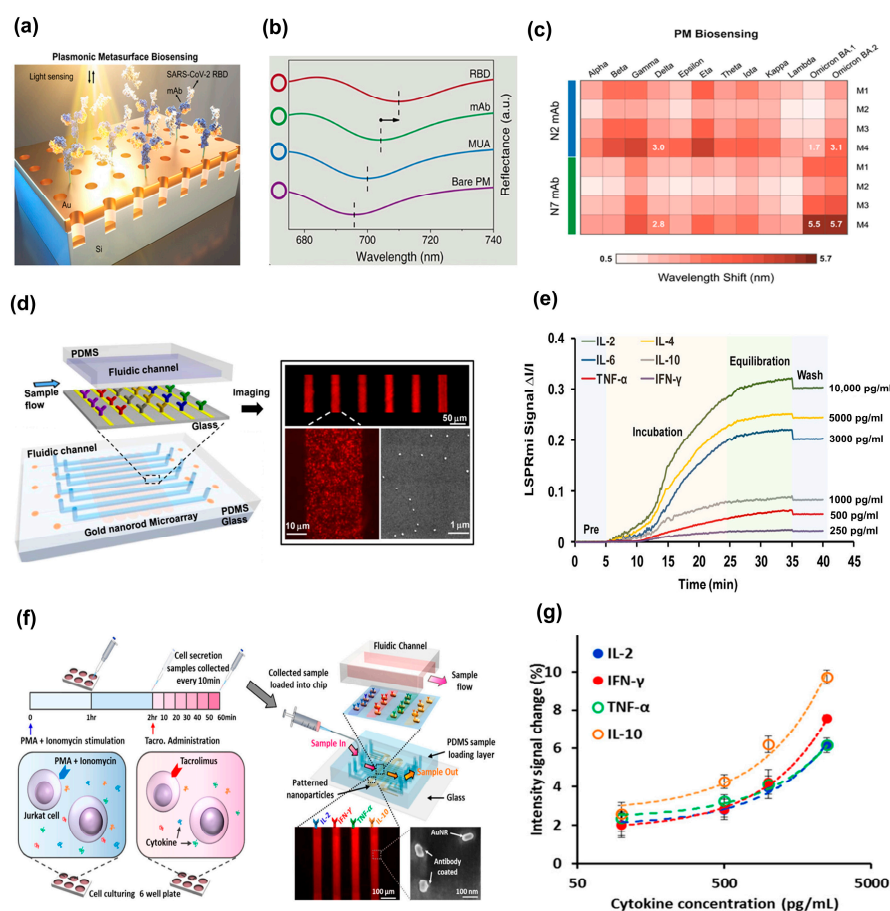 (a)
Plasmonic Metasurface Biosensing
Light sensing
SARS-CoV-2 RBD
mAb
Au
Si
(b)
RBD
mAb
MUA
Bare PM
Reflectance (a.u.)
680 700 720 740
Wavelength (nm)
(c)
PM Biosensing
Alpha Beta Gamma Delta Epsilon Eta Theta Iota Kappa Lambda Omicron BA.1 Omicron BA.2
N2 mAb
M1
M2
M3
M4
3.0 1.7 3.1
N7 mAb
M1
M2
M3
M4
2.8 5.5 5.7
0.5 5.7
Wavelength Shift (nm)
(d)
PDMS
Fluidic channel
Sample flow
Glass
Imaging
Fluidic channel
Gold nanorod Microarray
PDMS
Glass
50 μm
10 μm
1 μm
(e)
LSPRmi Signal ΔI/I
0.4
0.3
0.2
0.1
0
IL-2 IL-4
IL-6 IL-10
TNF-α IFN-γ
Pre
Incubation
Equilibration
Wash
10,000 pg/ml
5000 pg/ml
3000 pg/ml
1000 pg/ml
500 pg/ml
250 pg/ml
0 5 10 15 20 25 30 35 40 45
Time (min)
(f)
Cell secretion
samples collected
every 10min
0 1hr 2hr 10 20 30 40 50 60min
PMA + Ionomycin stimulation
Tacro. Administration
PMA + Ionomycin
Jurkat cell
Tacrolimus
Cytokine
Cell culturing 6 well plate
Collected sample
loaded into chip
Fluidic Channel
Sample
flow
Sample In
PDMS sample
loading layer
Sample Out
Patterned
nanoparticles
Glass
IL-2 IFN-γ TNF-α IL-10
100 μm
AuNR
Antibody
coated
100 nm
(g)
Intensity signal change (%)
10
8
6
4
2
0
IL-2
IFN-γ
TNF-α
IL-10
50 500 5000
Cytokine concentration (pg/mL)